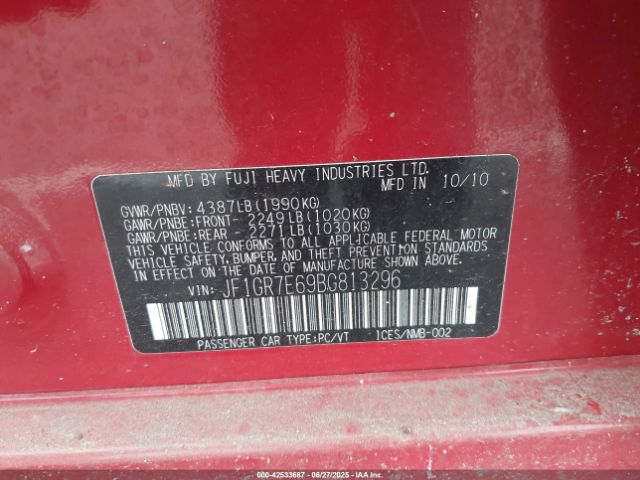 MFD BY FUJI HEAVY INDUSTRIES LTD.
MFD IN 10/10
GVWR/PNBV: 4387LB(1990KG)
GAWR/PNBE:FRONT- 2249LB(1020KG)
GAWR/PNBE:REAR - 2271LB(1030KG)
THIS VEHICLE CONFORMS TO ALL APPLICABLE FEDERAL MOTOR
VEHICLE SAFETY, BUMPER, AND THEFT PREVENTION STANDARDS
IN EFFECT ON THE DATE OF MANUFACTURE SHOWN ABOVE.
VIN: JF1GR7E69BG813296
PASSENGER CAR TYPE:PC/VT ICES/NMB-002
000-42533687 - 06/27/2025 - IAAI.COM